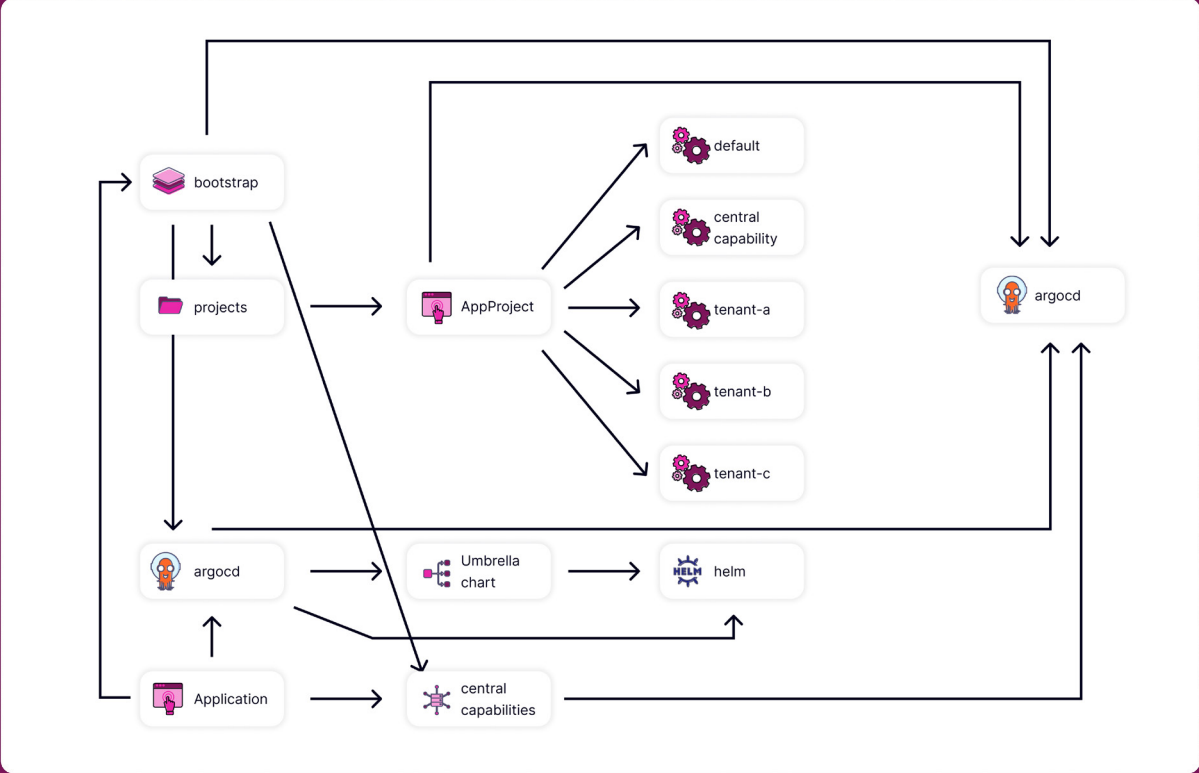 default
bootstrap
central
capability
projects
AppProject
tenant-a
argocd
tenant-b
tenant-c
argocd
Umbrella
chart
HELM
helm
Application
central
capabilities